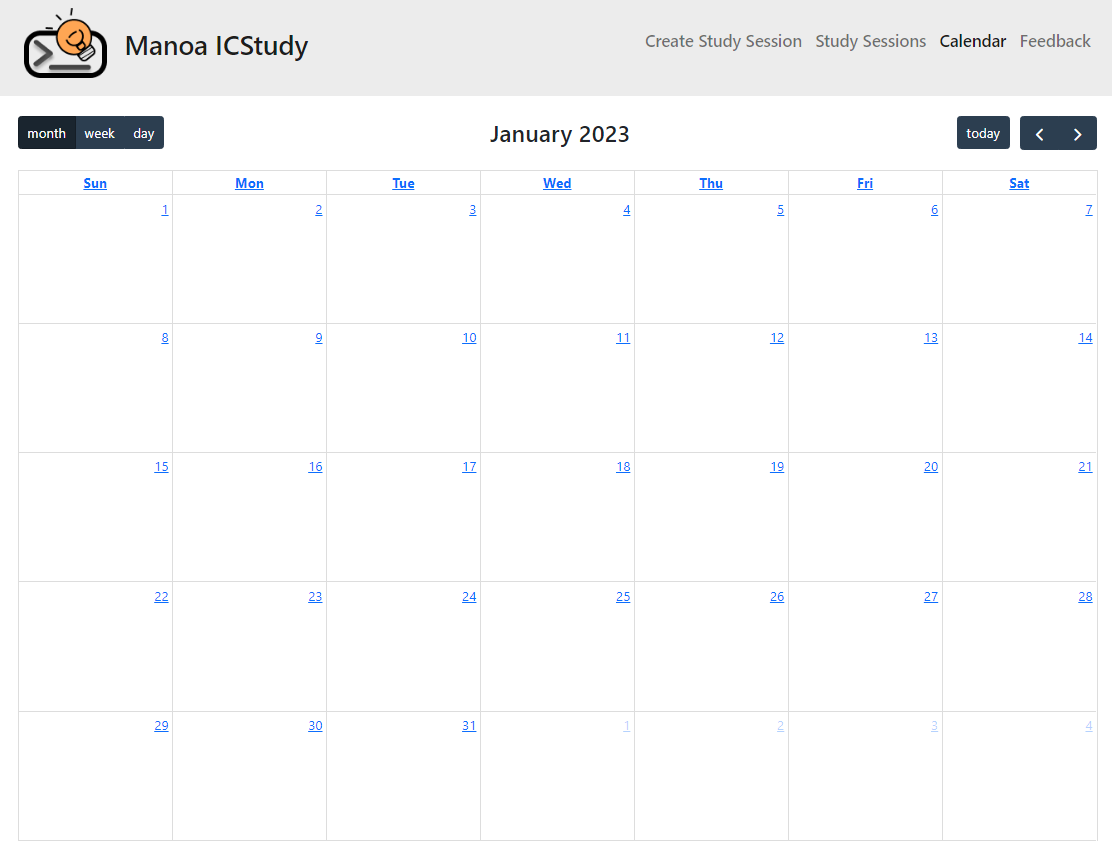 Manoa ICStudy
Create Study Session Study Sessions Calendar Feedback
month week day January 2023 today
Sun Mon Tue Wed Thu Fri Sat
1 2 3 4 5 6 7
8 9 10 11 12 13 14
15 16 17 18 19 20 21
22 23 24 25 26 27 28
29 30 31 1 2 3 4